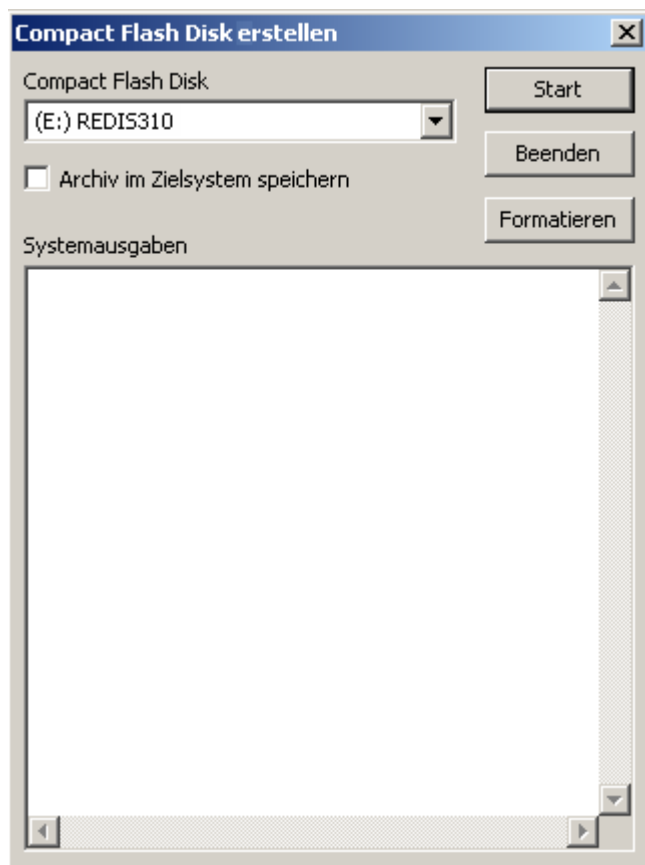 Compact Flash Disk erstellen
Compact Flash Disk
Start
(E:) REDIS310
Beenden
Archiv im Zielsystem speichern
Formatieren
Systemausgaben